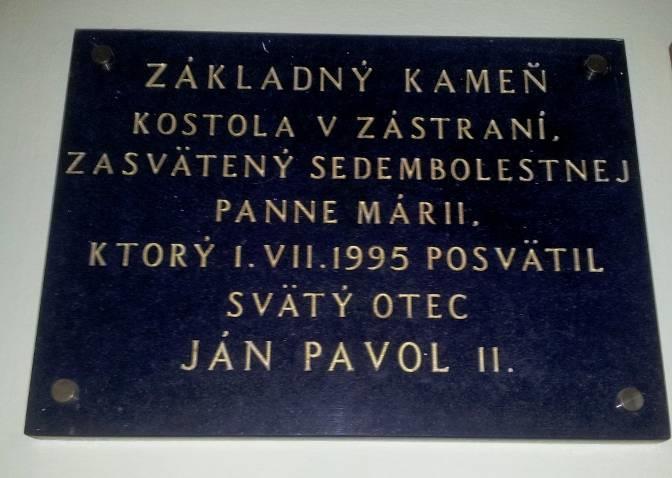 ZÁKLADNÝ KAMEŇ
KOSTOLA V ZÁSTRANÍ,
ZASVÄTENÝ SEDEMBOLESTNEJ
PANNE MÁRII,
KTORÝ 1.VII.1995 POSVÄTIL
SVÄTÝ OTEC
JÁN PAVOL II.